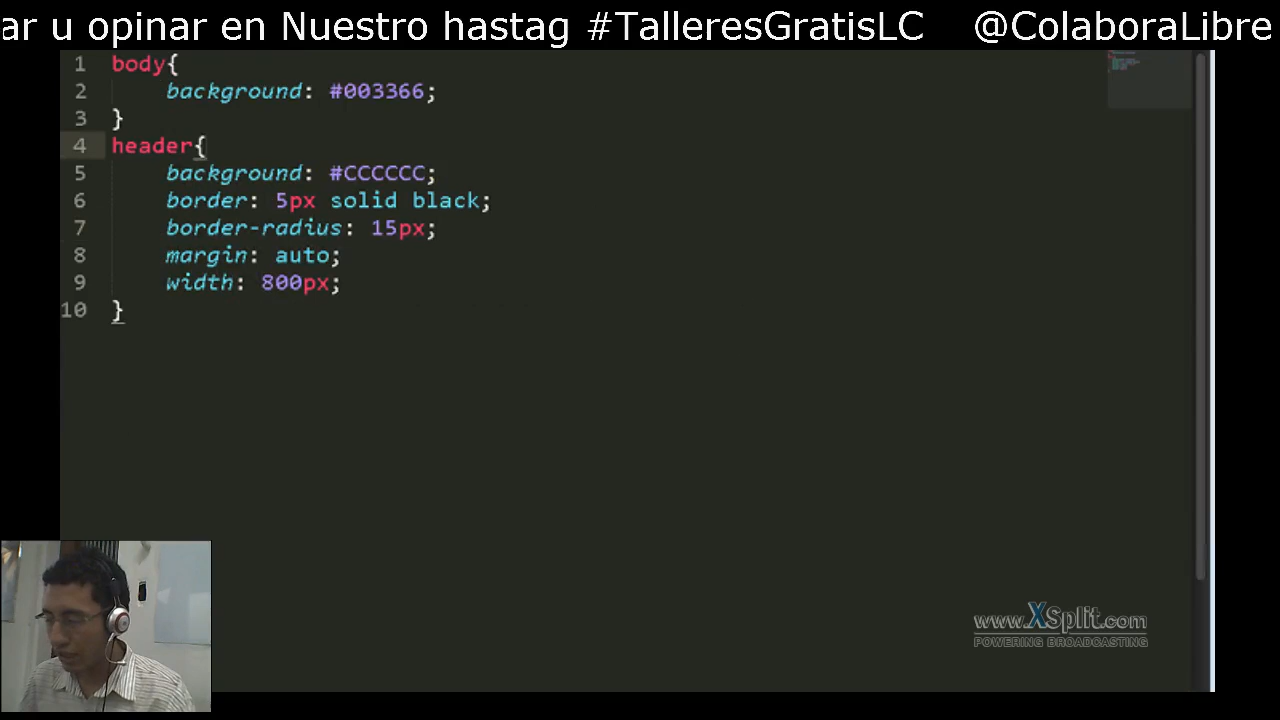 ar u opinar en Nuestro hastag #TalleresGratisLC @ColaboraLibre
1 body{
2 background: #003366;
3 }
4 header{
5 background: #CCCCCC;
6 border: 5px solid black;
7 border-radius: 15px;
8 margin: auto;
9 width: 800px;
10 }
www.XSplit.com
POWERING BROADCASTING